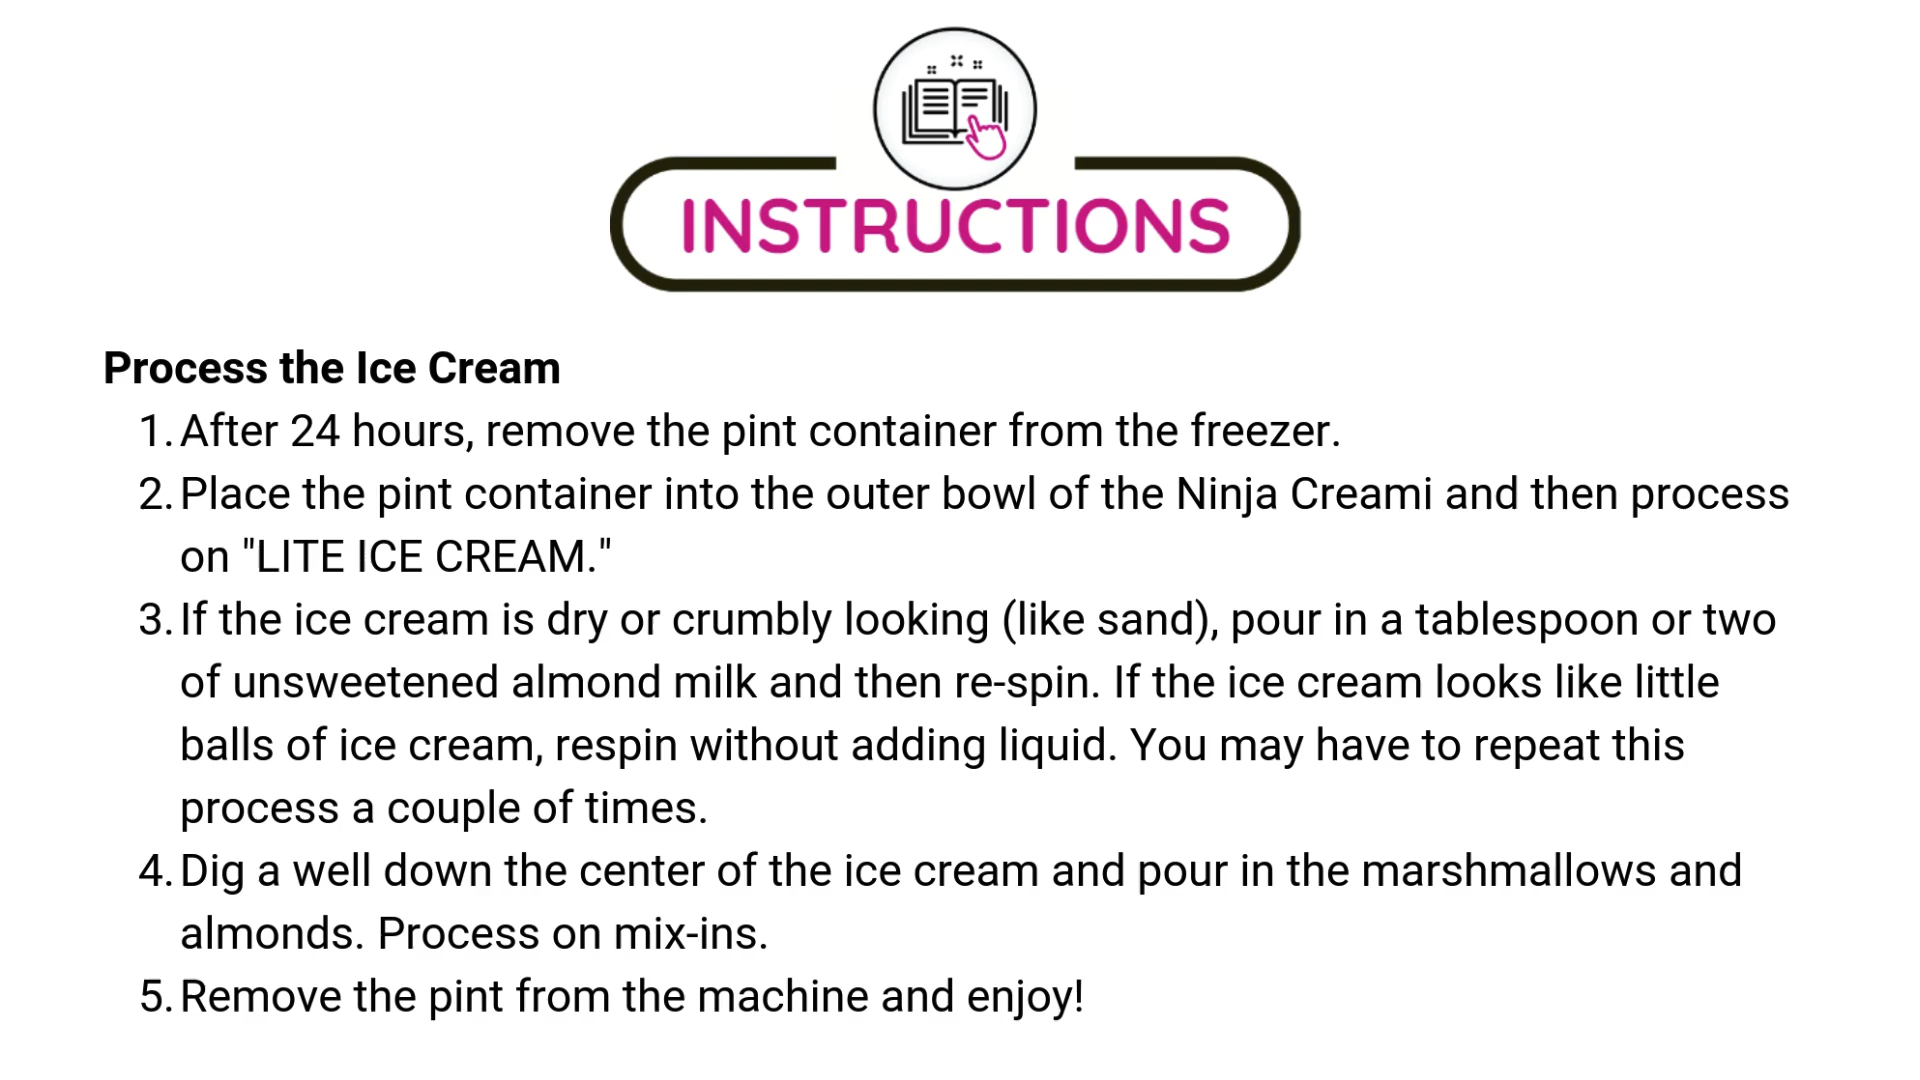 INSTRUCTIONS
Process the Ice Cream
1. After 24 hours, remove the pint container from the freezer.
2. Place the pint container into the outer bowl of the Ninja Creami and then process
on "LITE ICE CREAM."
3. If the ice cream is dry or crumbly looking (like sand), pour in a tablespoon or two
of unsweetened almond milk and then re-spin. If the ice cream looks like little
balls of ice cream, respin without adding liquid. You may have to repeat this
process a couple of times.
4. Dig a well down the center of the ice cream and pour in the marshmallows and
almonds. Process on mix-ins.
5. Remove the pint from the machine and enjoy!